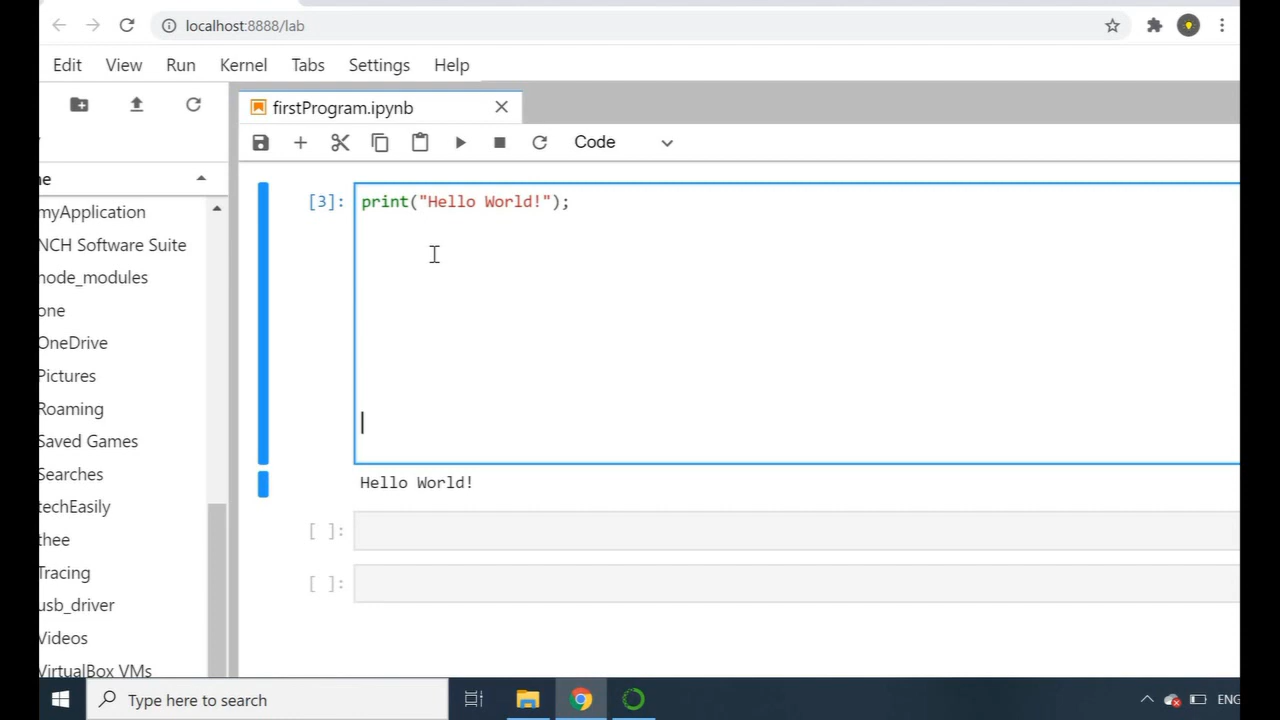 localhost:8888/lab
Edit View Run Kernel Tabs Settings Help
firstProgram.ipynb
Code
ne
myApplication
NCH Software Suite
node_modules
one
OneDrive
Pictures
Roaming
Saved Games
Searches
techEasily
thee
Tracing
usb_driver
Videos
VirtualBox VMs
[3]: print("Hello World!");
Hello World!
[ ]:
[ ]:
Type here to search
ENG